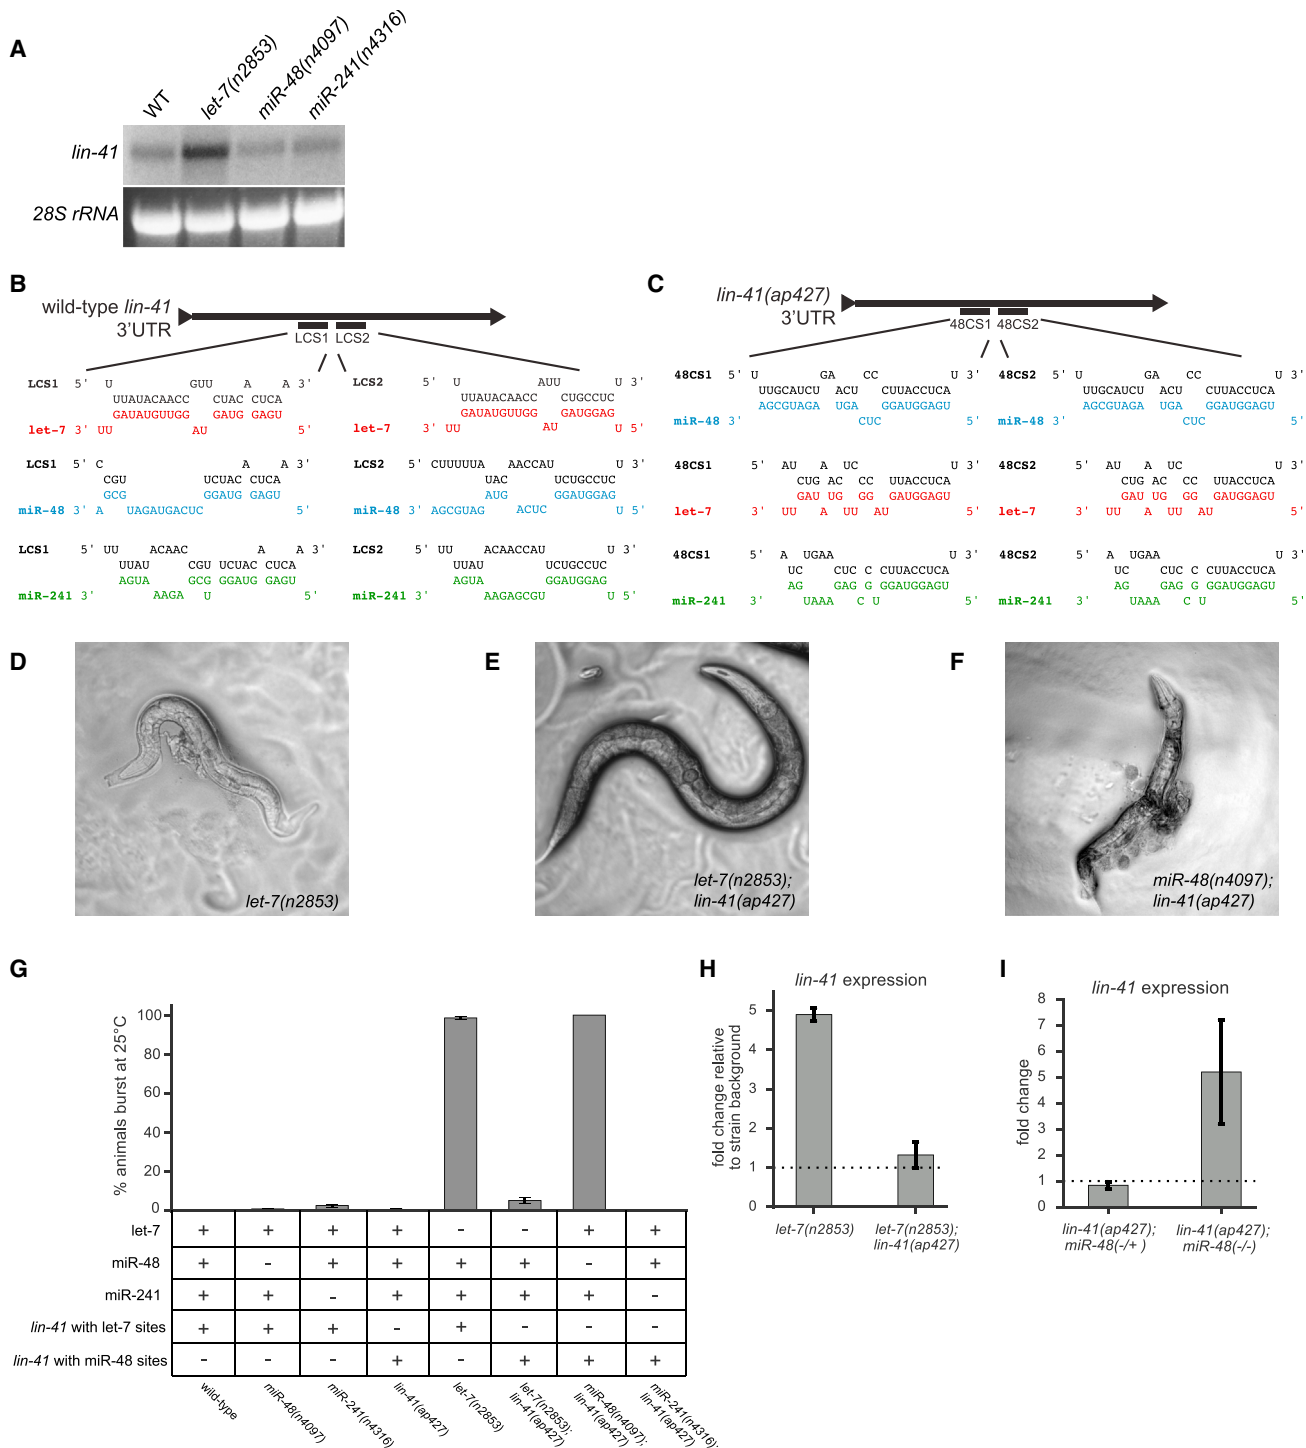 A
WT
let-7(n2853)
miR-48(n4097)
miR-241(n4316)
lin-41
28S rRNA
B
wild-type lin-41
3'UTR
LCS1 LCS2
LCS1 5' U GUU A A 3'
UUAUACAACC CUAC CUCA
GAUAUGUUGG GAUG GAGU
let-7 3' UU AU 5'
LCS2 5' U AUU U 3'
UUAUACAACC CUGCCUC
GAUAUGUUGG GAUGGAG
let-7 3' UU AU U 5'
LCS1 5' C A A 3'
CGU UCUAC CUCA
GCG GGAUG GAGU
miR-48 3' A UAGAUGACUC 5'
LCS2 5' CUUUUUA AACCAU U 3'
UAC UCUGCCUC
AUG GGAUGGAG
miR-48 3' AGCGUAG ACUC U 5'
LCS1 5' UU ACAAC A A 3'
UUAU CGU UCUAC CUCA
AGUA GCG GGAUG GAGU
miR-241 3' AAGA U 5'
LCS2 5' UU ACAACCAU U 3'
UUAU UCUGCCUC
AGUA GGAUGGAG
miR-241 3' AAGAGCGU U 5'
C
lin-41(ap427)
3'UTR
48CS1 48CS2
48CS1 5' U GA CC U 3'
UUGCAUCU ACU CUUACCUCA
AGCGUAGA UGA GGAUGGAGU
miR-48 3' CUC 5'
48CS2 5' U GA CC U 3'
UUGCAUCU ACU CUUACCUCA
AGCGUAGA UGA GGAUGGAGU
miR-48 3' CUC 5'
48CS1 5' AU A UC U 3'
CUG AC CC UUACCUCA
GAU UG GG GAUGGAGU
let-7 3' UU A UU AU 5'
48CS2 5' AU A UC U 3'
CUG AC CC UUACCUCA
GAU UG GG GAUGGAGU
let-7 3' UU A UU AU 5'
48CS1 5' A UGAA U 3'
UC CUC C CUUACCUCA
AG GAG G GGAUGGAGU
miR-241 3' UAAA C U 5'
48CS2 5' A UGAA U 3'
UC CUC C CUUACCUCA
AG GAG G GGAUGGAGU
miR-241 3' UAAA C U 5'
D
let-7(n2853)
E
let-7(n2853);
lin-41(ap427)
F
miR-48(n4097);
lin-41(ap427)
G
% animals burst at 25°C
100
80
60
40
20
0
let-7 + + + + - - + +
miR-48 + - + + + + - +
miR-241 + + - + + + + -
lin-41 with let-7 sites + + + - + - - -
lin-41 with miR-48 sites - - - + - + + +
wild-type
miR-48(n4097)
miR-241(n4316)
lin-41(ap427)
let-7(n2853)
let-7(n2853);
lin-41(ap427)
miR-48(n4097);
lin-41(ap427)
miR-241(n4316);
lin-41(ap427)
H
lin-41 expression
fold change relative
to strain background
5
4
3
2
1
0
let-7(n2853)
let-7(n2853);
lin-41(ap427)
I
lin-41 expression
fold change
8
7
6
5
4
3
2
1
0
lin-41(ap427);
miR-48(-/+ )
lin-41(ap427);
miR-48(-/-)